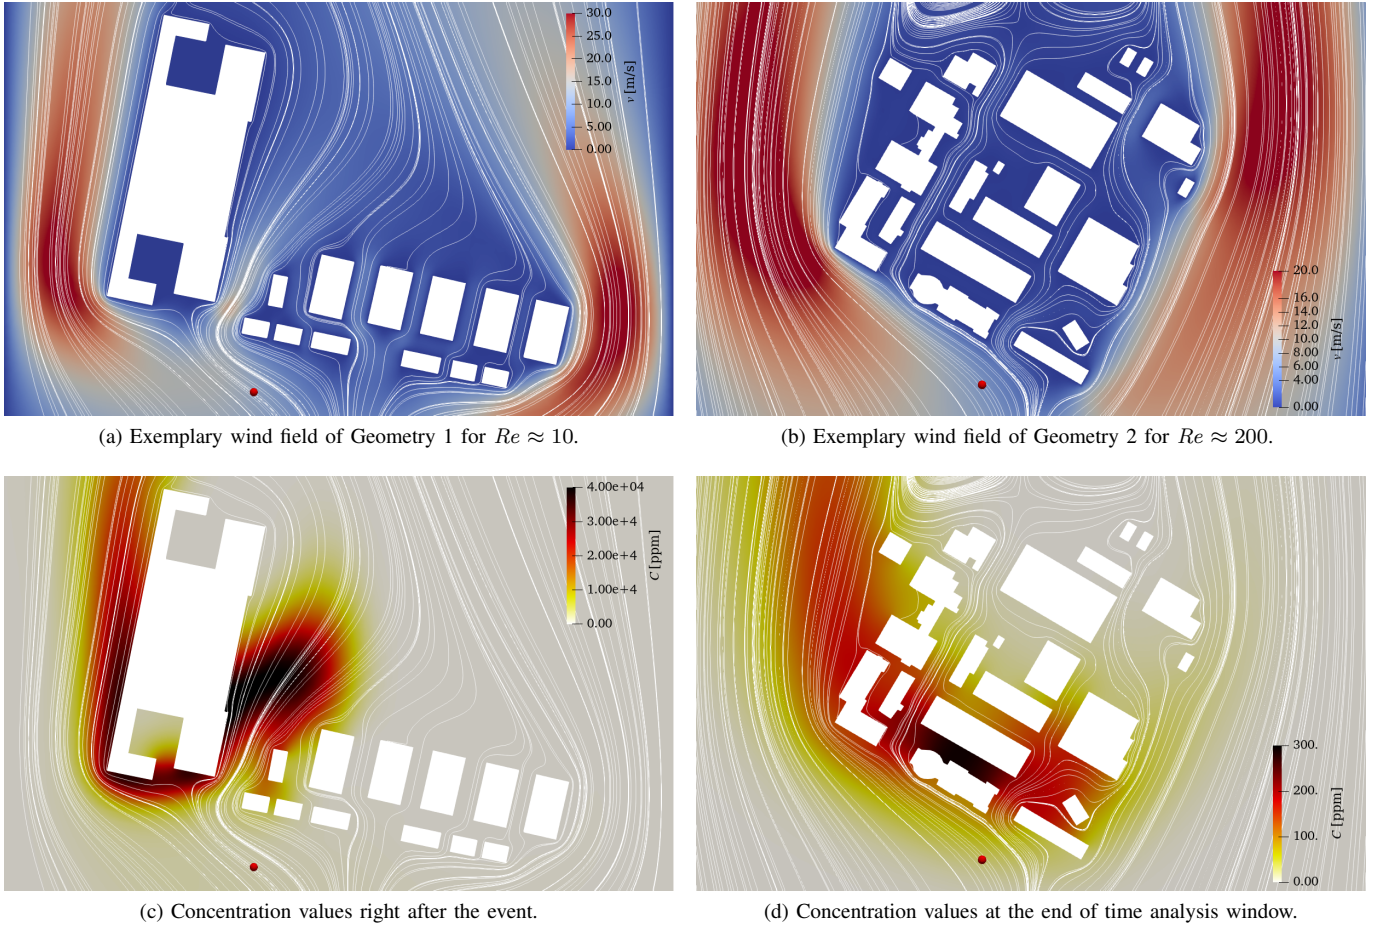 30.0
25.0
20.0
15.0
10.0
5.00
0.00
v [m/s]
20.0
16.0
14.0
12.0
10.0
8.00
6.00
4.00
0.00
v [m/s]
(a) Exemplary wind field of Geometry 1 for Re ≈ 10.
(b) Exemplary wind field of Geometry 2 for Re ≈ 200.
4.00e+04
3.00e+4
2.00e+4
1.00e+4
0.00
C [ppm]
300.
200.
100.
0.00
C [ppm]
(c) Concentration values right after the event.
(d) Concentration values at the end of time analysis window.